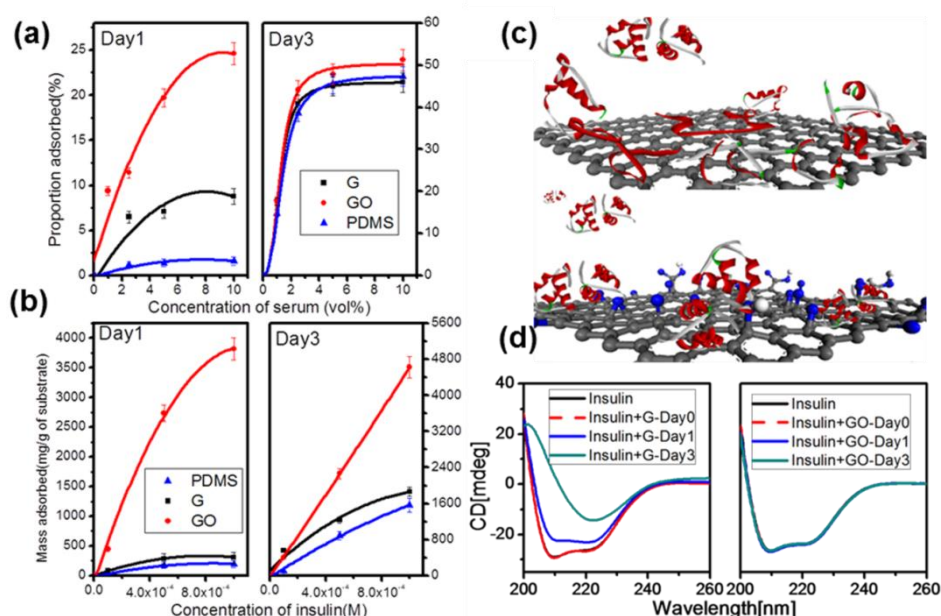 (a)
Day1
Day3
Proportion adsorbed(%)
25
20
15
10
5
0
60
50
40
30
20
10
0
G
GO
PDMS
0 2 4 6 8 10
0 2 4 6 8 10
Concentration of serum (vol%)
(b)
Day1
Day3
Mass adsorbed(mg/g of substrate)
4000
3500
3000
2500
2000
1500
1000
500
0
5600
4800
4000
3200
2400
1600
800
0
PDMS
G
GO
0.0 4.0x10⁻⁴ 8.0x10⁻⁴
4.0x10⁻⁴ 8.0x10⁻⁴
Concentration of insulin(M)
(c)
(d)
CD[mdeg]
40
20
0
-20
Insulin
Insulin+G-Day0
Insulin+G-Day1
Insulin+G-Day3
Insulin
Insulin+GO-Day0
Insulin+GO-Day1
Insulin+GO-Day3
200 220 240 260
200 220 240 260
Wavelength[nm]